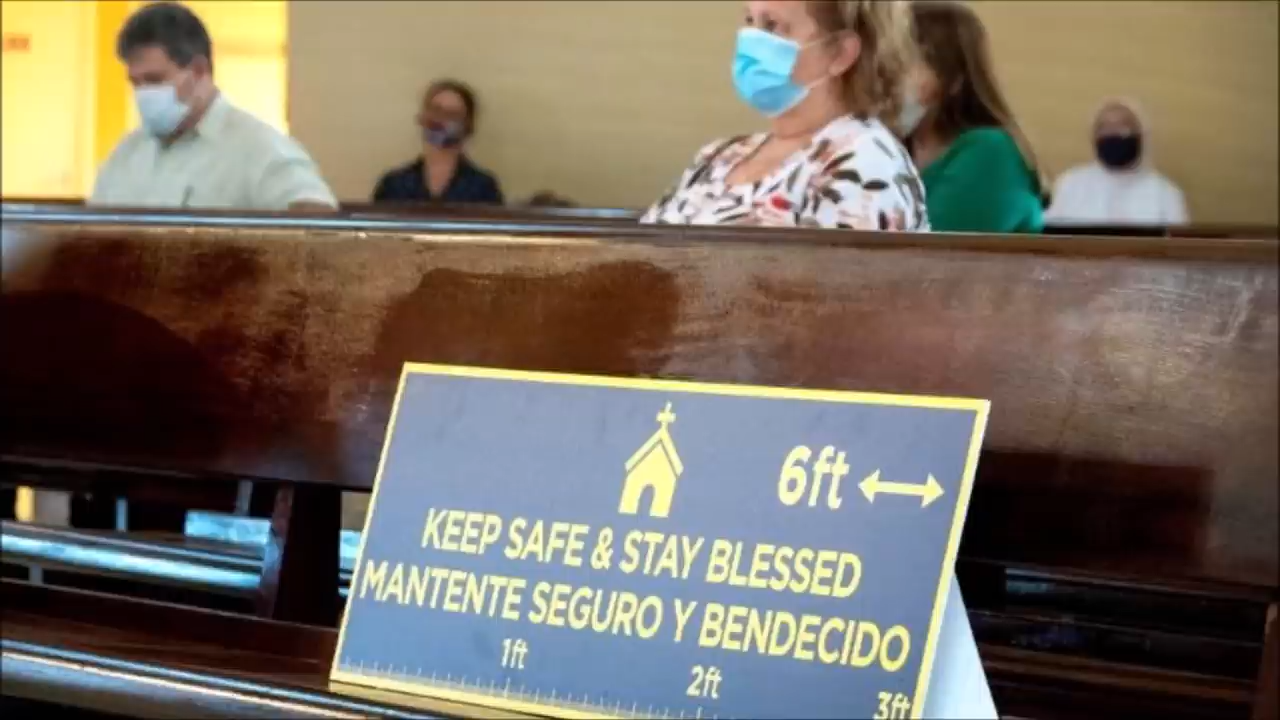 6ft
KEEP SAFE & STAY BLESSED
MANTENTE SEGURO Y BENDECIDO
1ft
2ft
3ft